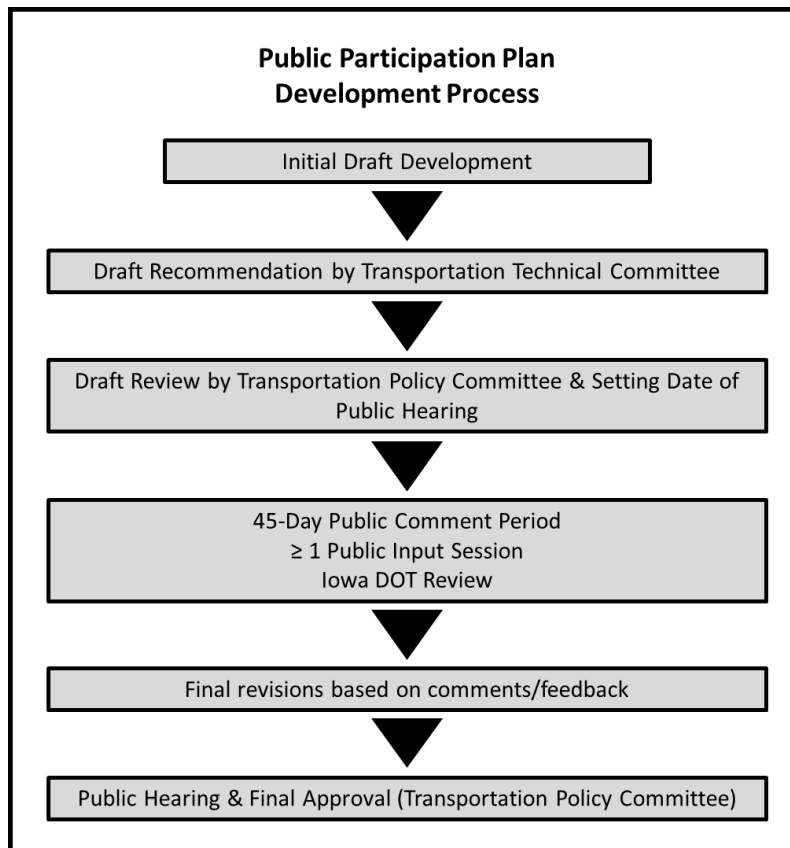 Public Participation Plan
Development Process
Initial Draft Development
Draft Recommendation by Transportation Technical Committee
Draft Review by Transportation Policy Committee & Setting Date of
Public Hearing
45-Day Public Comment Period
≥ 1 Public Input Session
Iowa DOT Review
Final revisions based on comments/feedback
Public Hearing & Final Approval (Transportation Policy Committee)